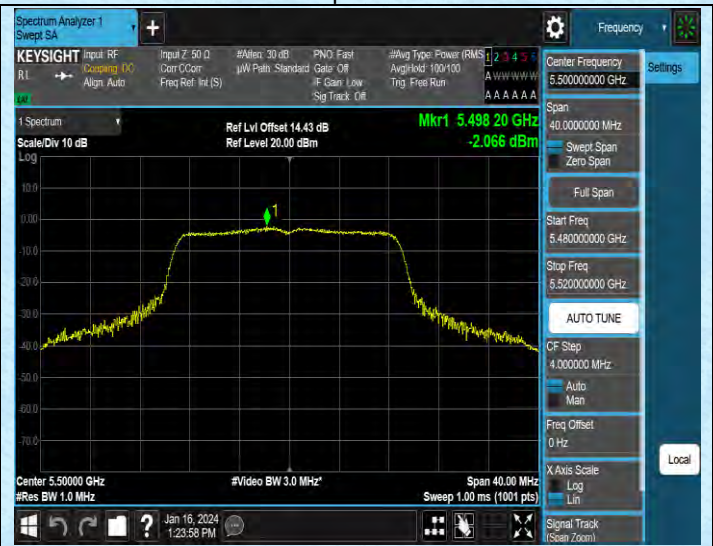 Spectrum Analyzer 1
Swept SA
+
Frequency
KEYSIGHT
RL
Input: RF
Coupling: DC
Align: Auto
Input Z: 50 Ω
Corr CCorr
Freq Ref: Int (S)
#Atten: 30 dB
µW Path: Standard
PNO: Fast
Gate: Off
IF Gain: Low
Sig Track: Off
#Avg Type: Power (RMS
Avg|Hold: 100/100
Trig: Free Run
1 2 3 4 5 6
A W W W W W
A A A A A A
1 Spectrum
Scale/Div 10 dB
Log
Ref Lvl Offset 14.43 dB
Ref Level 20.00 dBm
Mkr1 5.498 20 GHz
-2.066 dBm
10.0
0.00
-10.0
-20.0
-30.0
-40.0
-50.0
-60.0
-70.0
1
Center 5.50000 GHz
#Res BW 1.0 MHz
#Video BW 3.0 MHz*
Span 40.00 MHz
Sweep 1.00 ms (1001 pts)
Jan 16, 2024
1:23:58 PM
?
Center Frequency
5.500000000 GHz
Settings
Span
40.0000000 MHz
Swept Span
Zero Span
Full Span
Start Freq
5.480000000 GHz
Stop Freq
5.520000000 GHz
AUTO TUNE
CF Step
4.000000 MHz
Auto
Man
Freq Offset
0 Hz
X Axis Scale
Log
Lin
Signal Track
(Span Zoom)
Local